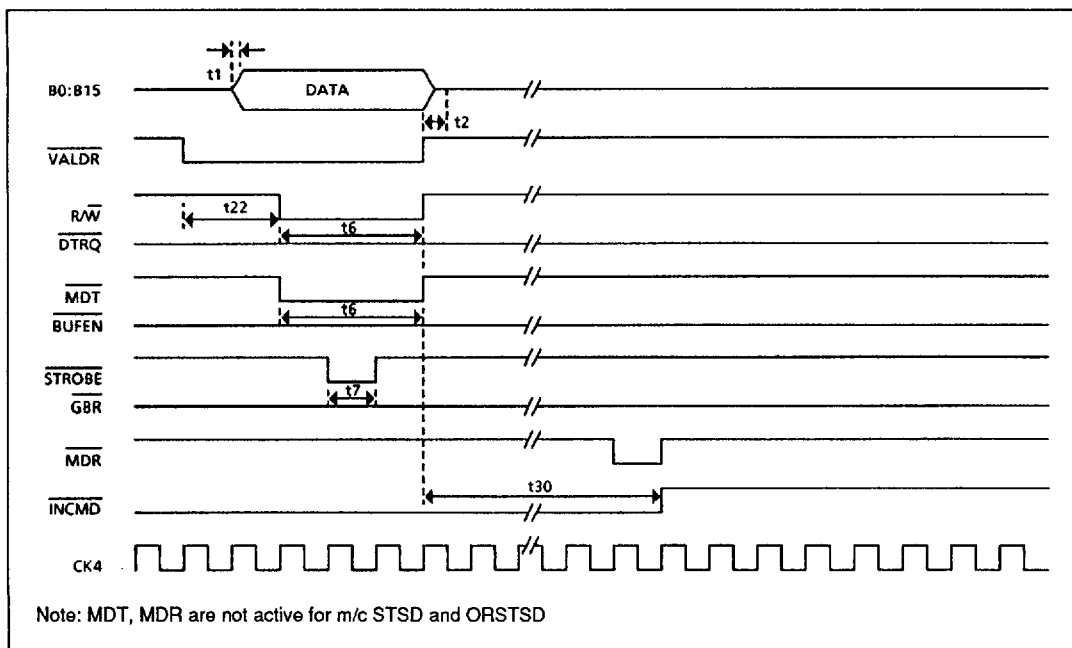 t1
B0:B15
DATA
t2
VALDR
R/W
t22
t6
DTRQ
MDT
t6
BUFEN
STROBE
t7
GBR
MDR
t30
INCMD
CK4
Note: MDT, MDR are not active for m/c STSD and ORSTSD